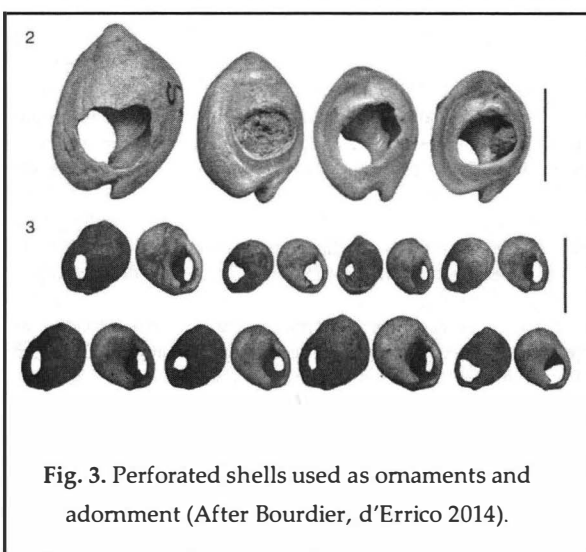 2
S
3
Fig. 3. Perforated shells used as ornaments and
adornment (After Bourdier, d'Errico 2014).